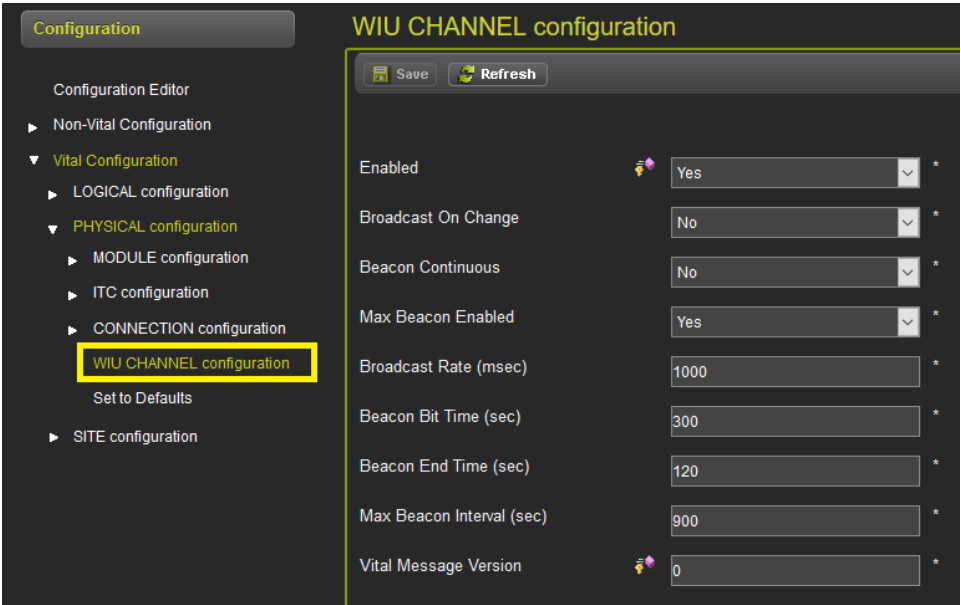 Configuration
Configuration Editor
Non-Vital Configuration
Vital Configuration
LOGICAL configuration
PHYSICAL configuration
MODULE configuration
ITC configuration
CONNECTION configuration
WIU CHANNEL configuration
Set to Defaults
SITE configuration
WIU CHANNEL configuration
Save Refresh
Enabled Yes *
Broadcast On Change No *
Beacon Continuous No *
Max Beacon Enabled Yes *
Broadcast Rate (msec) 1000 *
Beacon Bit Time (sec) 300 *
Beacon End Time (sec) 120 *
Max Beacon Interval (sec) 900 *
Vital Message Version 0 *